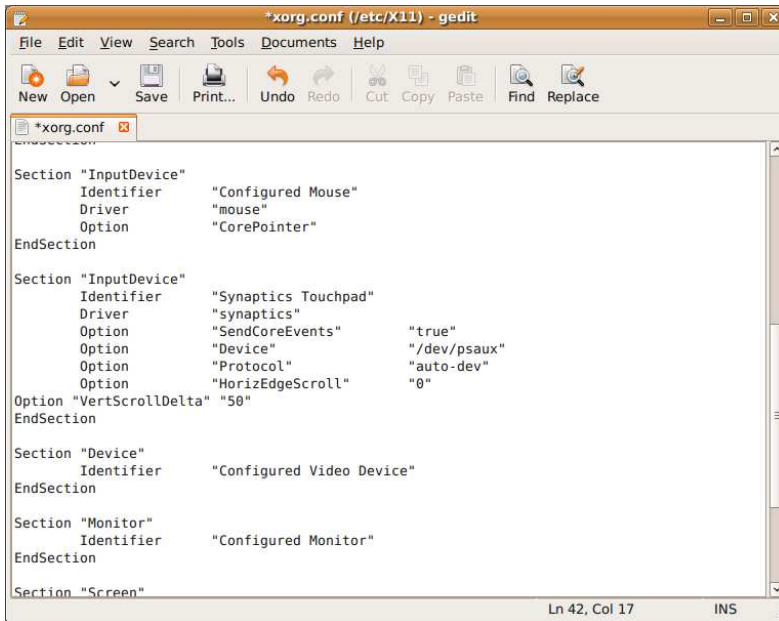 *xorg.conf (/etc/X11) - gedit
File Edit View Search Tools Documents Help
New Open Save Print... Undo Redo Cut Copy Paste Find Replace
*xorg.conf
EndSection
Section "InputDevice"
Identifier "Configured Mouse"
Driver "mouse"
Option "CorePointer"
EndSection
Section "InputDevice"
Identifier "Synaptics Touchpad"
Driver "synaptics"
Option "SendCoreEvents" "true"
Option "Device" "/dev/psaux"
Option "Protocol" "auto-dev"
Option "HorizEdgeScroll" "0"
Option "VertScrollDelta" "50"
EndSection
Section "Device"
Identifier "Configured Video Device"
EndSection
Section "Monitor"
Identifier "Configured Monitor"
EndSection
Section "Screen"
Ln 42, Col 17 INS